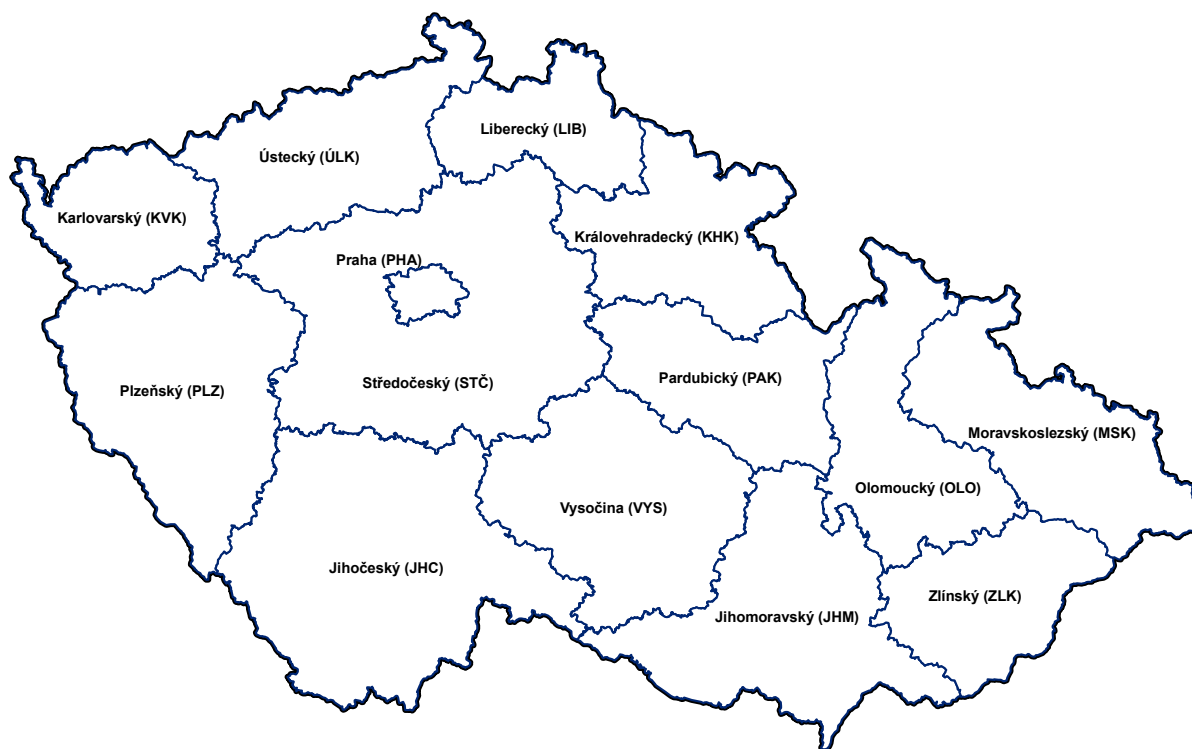 Liberecký (LIB)
Ústecký (ÚLK)
Karlovarský (KVK)
Královehradecký (KHK)
Praha (PHA)
Plzeňský (PLZ)
Středočeský (STČ)
Pardubický (PAK)
Moravskoslezský (MSK)
Olomoucký (OLO)
Vysočina (VYS)
Jihočeský (JHC)
Zlínský (ZLK)
Jihomoravský (JHM)